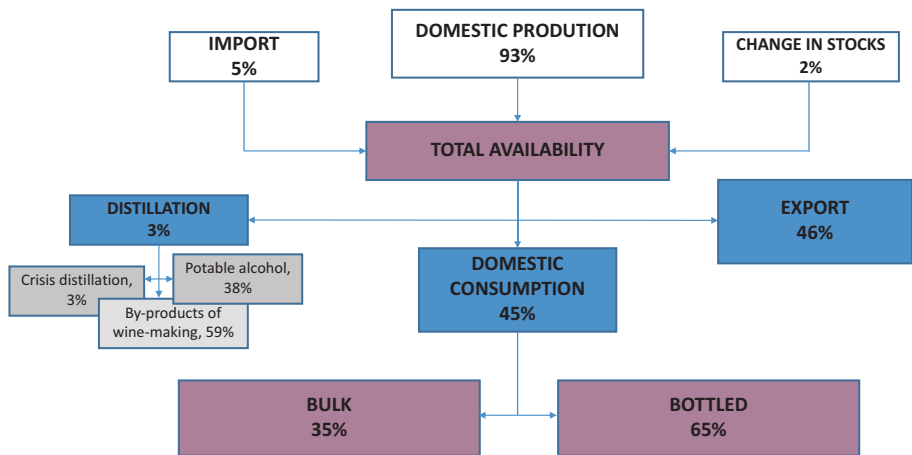 IMPORT
5%
DOMESTIC PRODUTION
93%
CHANGE IN STOCKS
2%
TOTAL AVAILABILITY
DISTILLATION
3%
EXPORT
46%
Crisis distillation,
3%
Potable alcohol,
38%
By-products of
wine-making, 59%
DOMESTIC
CONSUMPTION
45%
BULK
35%
BOTTLED
65%